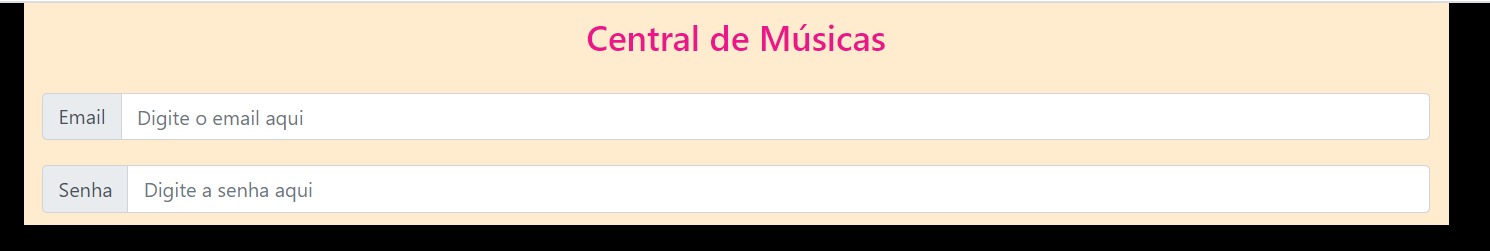 Central de Músicas
Email Digite o email aqui
Senha Digite a senha aqui